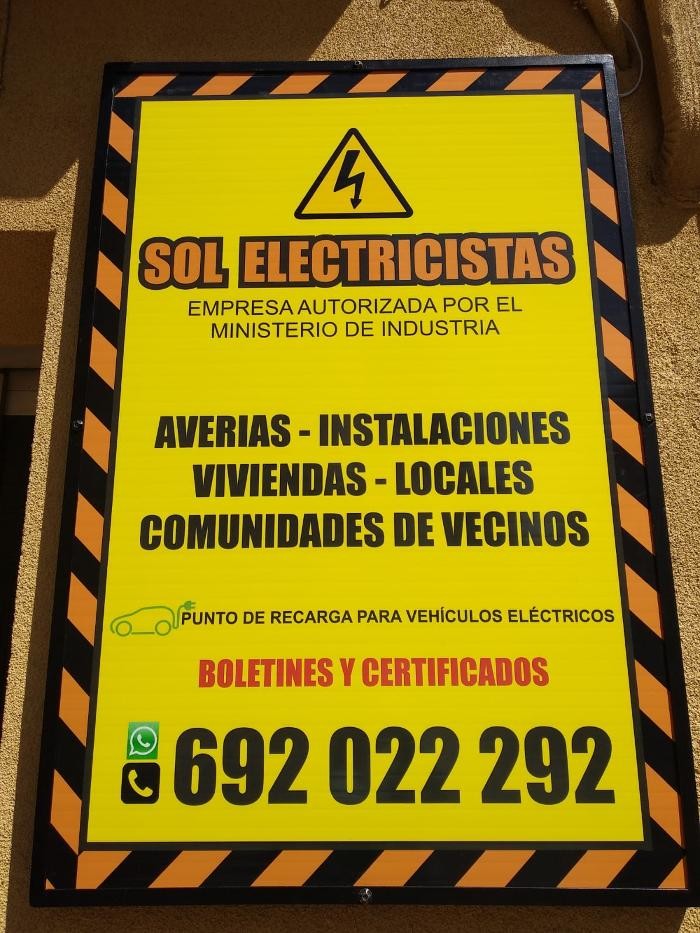 SOL ELECTRICISTAS
EMPRESA AUTORIZADA POR EL
MINISTERIO DE INDUSTRIA
AVERIAS - INSTALACIONES
VIVIENDAS - LOCALES
COMUNIDADES DE VECINOS
PUNTO DE RECARGA PARA VEHÍCULOS ELÉCTRICOS
BOLETINES Y CERTIFICADOS
692 022 292